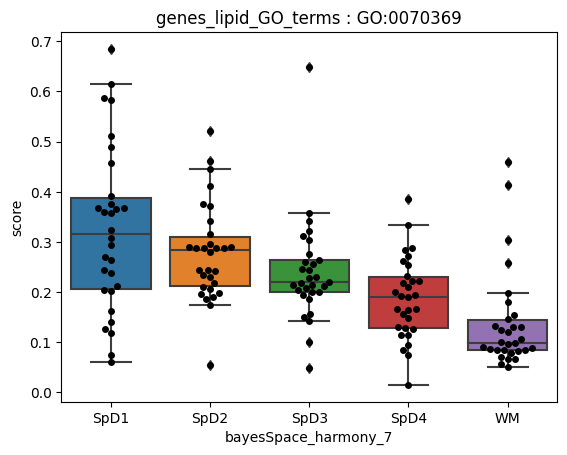 genes_lipid_GO_terms : GO:0070369
score
0.7
0.6
0.5
0.4
0.3
0.2
0.1
0.0
SpD1 SpD2 SpD3 SpD4 WM
bayesSpace_harmony_7